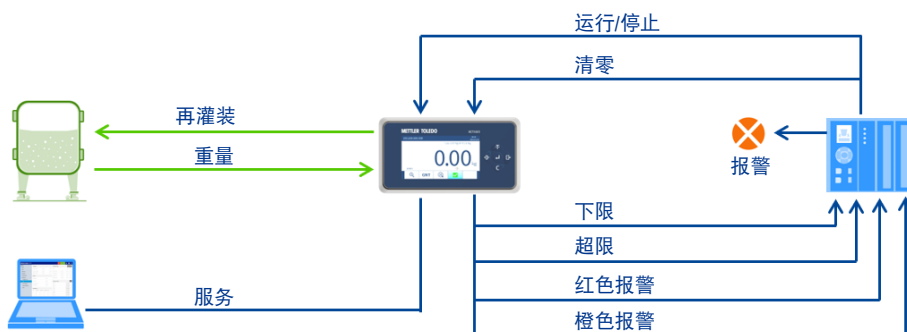 运行/停止
清零
再灌装
METTLER TOLEDO
0.00
重量
报警
下限
超限
服务
红色报警
橙色报警